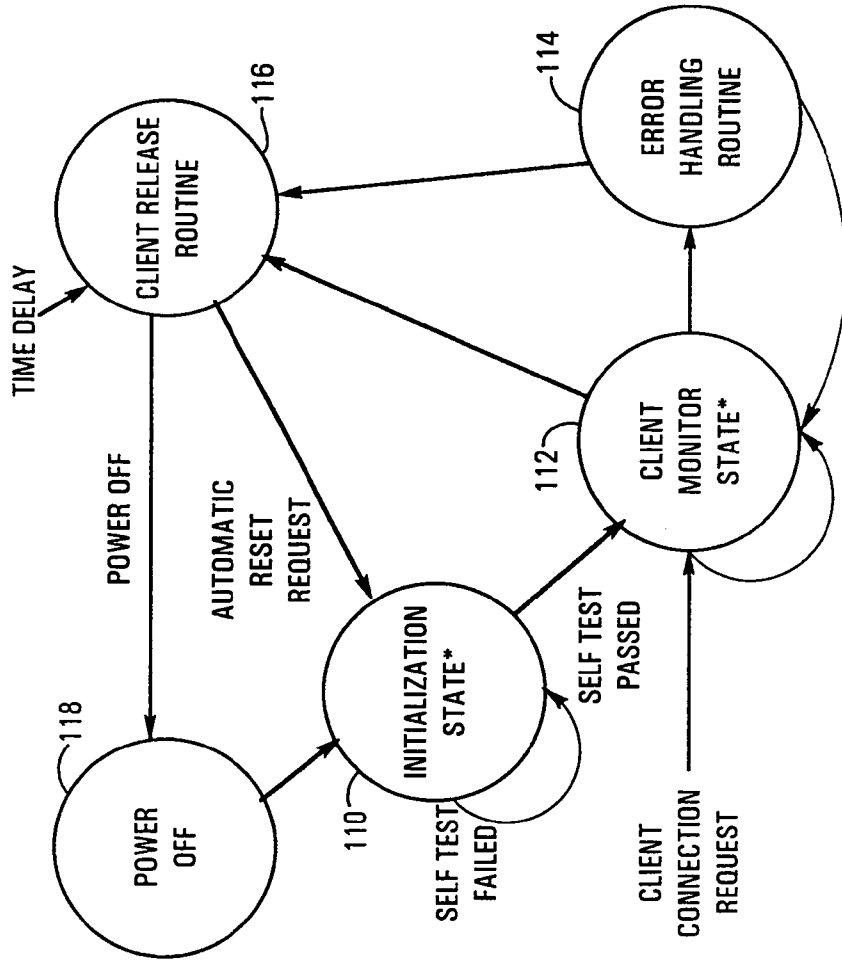 TIME DELAY
CLIENT RELEASE
ROUTINE
116
POWER OFF
118
POWER
OFF
AUTOMATIC
RESET
REQUEST
114
ERROR
HANDLING
ROUTINE
INITIALIZATION
STATE*
110
SELF TEST
FAILED
SELF TEST
PASSED
112
CLIENT
MONITOR
STATE*
CLIENT
CONNECTION
REQUEST